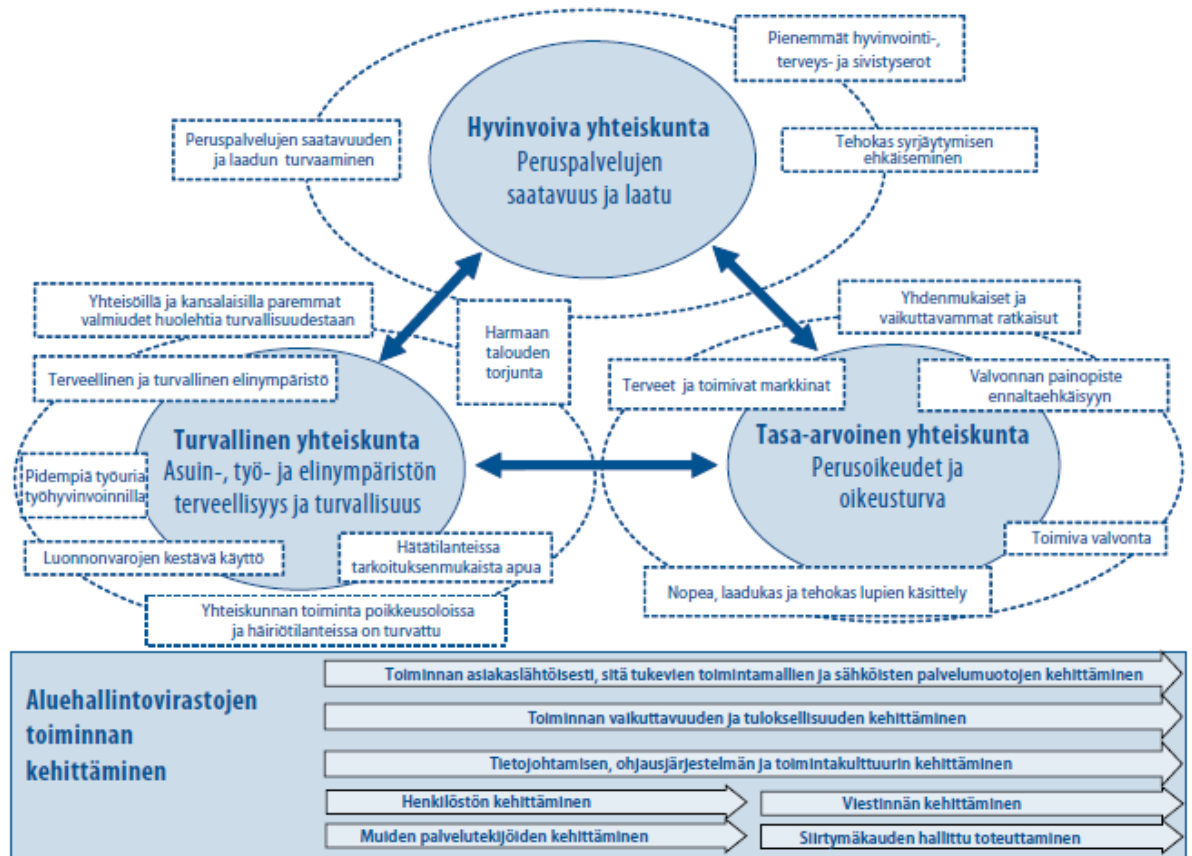 Pienemmät hyvinvointi-,
terveys- ja sivistyserot
Peruspalvelujen saatavuuden
ja laadun turvaaminen
Hyvinvoiva yhteiskunta
Peruspalvelujen
saatavuus ja laatu
Tehokas syrjäytymisen
ehkäiseminen
Yhteisöillä ja kansalaisilla paremmat
valmiudet huolehtia turvallisuudestaan
Harmaan
talouden
torjunta
Yhdenmukaiset ja
vaikuttavammat ratkaisut
Terveellinen ja turvallinen elinympäristö
Terveet ja toimivat markkinat
Valvonnan painopiste
ennaltaehkäisyyn
Turvallinen yhteiskunta
Asuin-, työ- ja elinympäristön
terveellisyys ja turvallisuus
Tasa-arvoinen yhteiskunta
Perusoikeudet ja
oikeusturva
Pidempiä työuria
työhyvinvoinnilla
Luonnonvarojen kestävä käyttö
Hätätilanteissa
tarkoituksenmukaista apua
Toimiva valvonta
Yhteiskunnan toiminta poikkeusoloissa
ja häiriötilanteissa on turvattu
Nopea, laadukas ja tehokas lupien käsittely
Aluehallintovirastojen
toiminnan
kehittäminen
Toiminnan asiakaslähtöisesti, sitä tukevien toimintamallien ja sähköisten palvelumuotojen kehittäminen
Toiminnan vaikuttavuuden ja tuloksellisuuden kehittäminen
Tietojohtamisen, ohjausjärjestelmän ja toimintakulttuurin kehittäminen
Henkilöstön kehittäminen
Viestinnän kehittäminen
Muiden palvelutekijöiden kehittäminen
Siirtymäkauden hallittu toteuttaminen